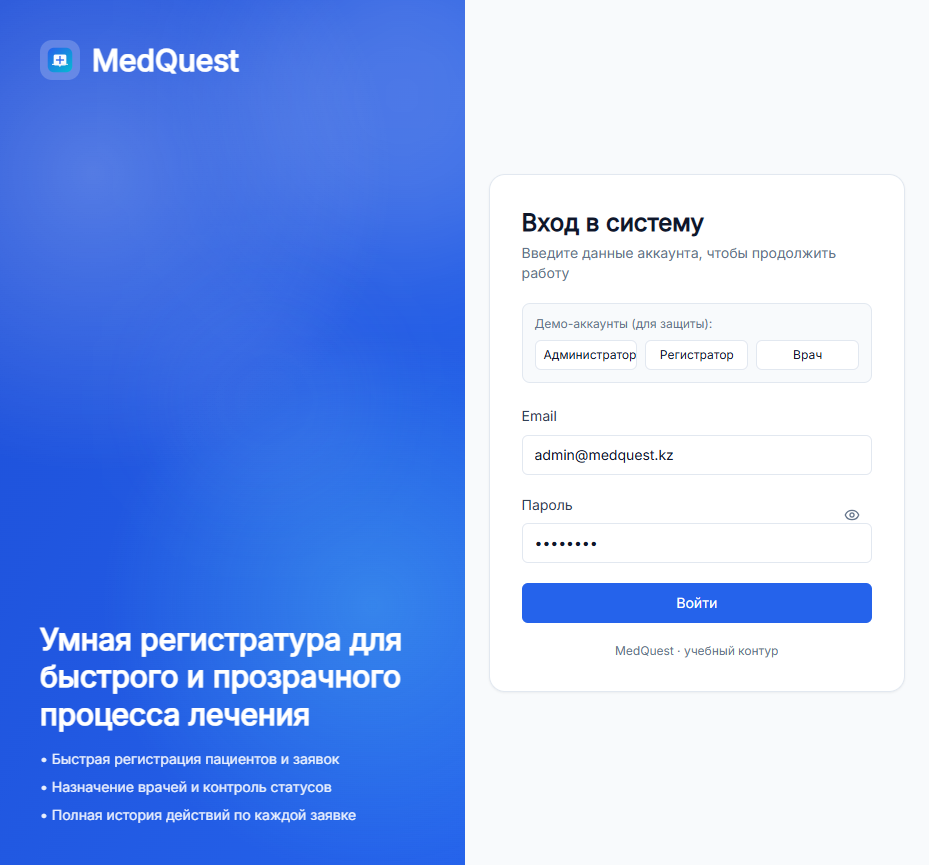 MedQuest
Умная регистратура для
быстрого и прозрачного
процесса лечения
• Быстрая регистрация пациентов и заявок
• Назначение врачей и контроль статусов
• Полная история действий по каждой заявке
Вход в систему
Введите данные аккаунта, чтобы продолжить
работу
Демо-аккаунты (для защиты):
Администратор Регистратор Врач
Email
admin@medquest.kz
Пароль
••••••••
Войти
MedQuest · учебный контур